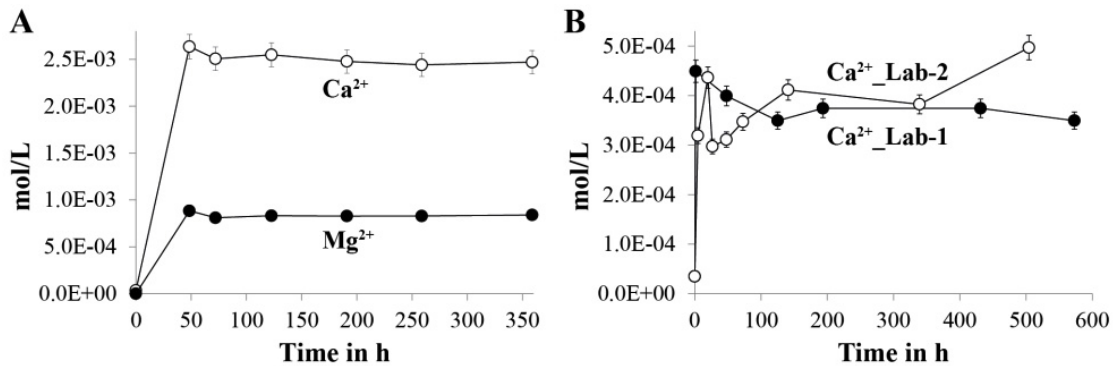 A
mol/L
2.5E-03
2.0E-03
1.5E-03
1.0E-03
5.0E-04
0.0E+00
Ca²⁺
Mg²⁺
0 50 100 150 200 250 300 350
Time in h
B
mol/L
5.0E-04
4.0E-04
3.0E-04
2.0E-04
1.0E-04
0.0E+00
Ca²⁺_Lab-2
Ca²⁺_Lab-1
0 100 200 300 400 500 600
Time in h